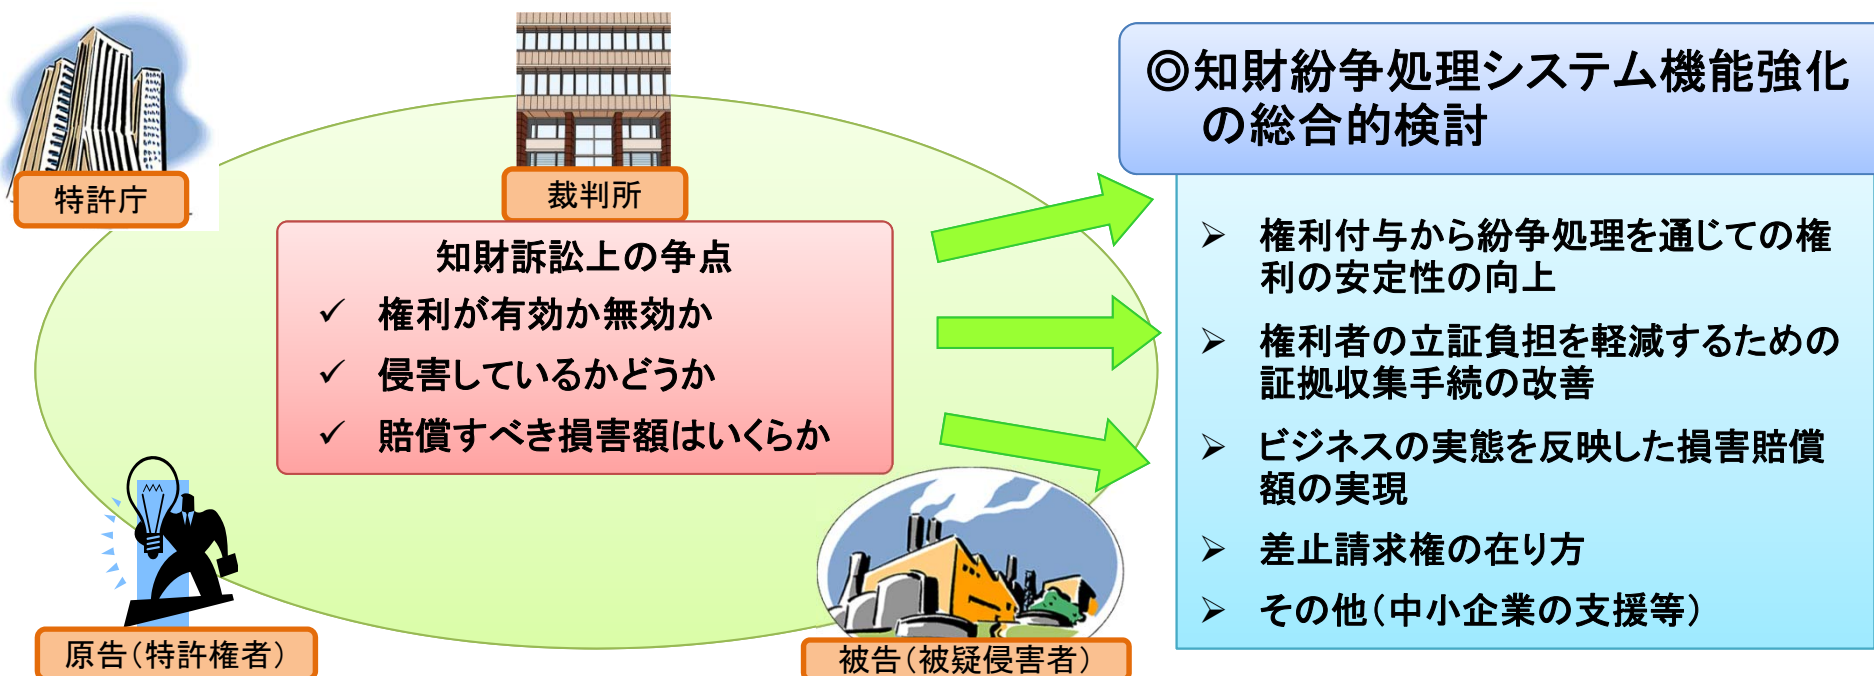 特許庁
裁判所
知財訴訟上の争点
✓ 権利が有効か無効か
✓ 侵害しているかどうか
✓ 賠償すべき損害額はいくらか
原告(特許権者)
被告(被疑侵害者)
◎知財紛争処理システム機能強化
の総合的検討
➢ 権利付与から紛争処理を通じての権
利の安定性の向上
➢ 権利者の立証負担を軽減するための
証拠収集手続の改善
➢ ビジネスの実態を反映した損害賠償
額の実現
➢ 差止請求権の在り方
➢ その他(中小企業の支援等)